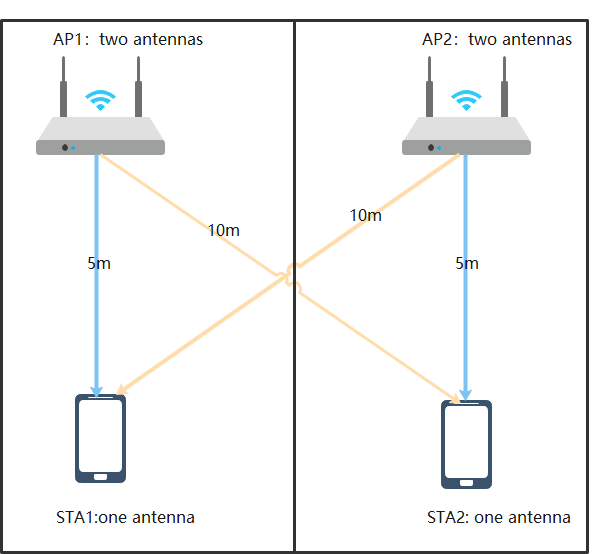 AP1：two antennas
AP2：two antennas
10m
10m
5m
5m
STA1:one antenna
STA2: one antenna